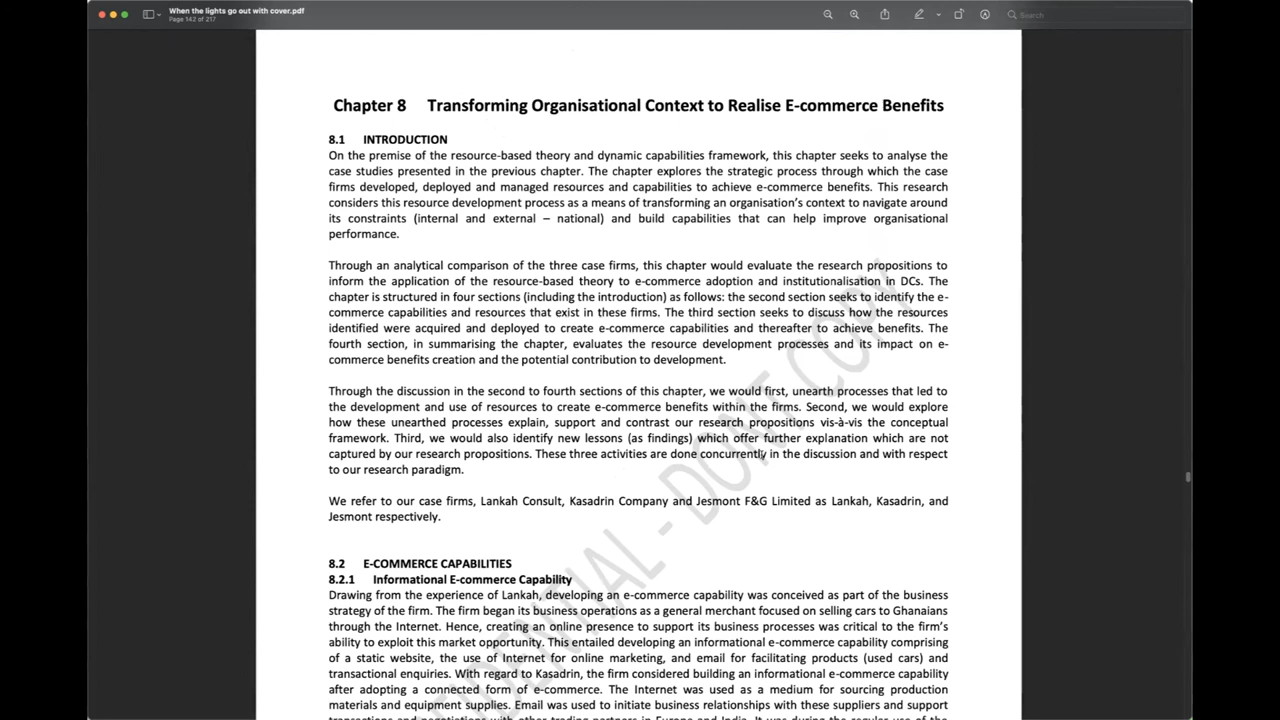 When the lights go out with cover.pdf
Page 142 of 217
Search
Chapter 8 Transforming Organisational Context to Realise E-commerce Benefits
8.1 INTRODUCTION
On the premise of the resource-based theory and dynamic capabilities framework, this chapter seeks to analyse the
case studies presented in the previous chapter. The chapter explores the strategic process through which the case
firms developed, deployed and managed resources and capabilities to achieve e-commerce benefits. This research
considers this resource development process as a means of transforming an organisation's context to navigate around
its constraints (internal and external – national) and build capabilities that can help improve organisational
performance.
Through an analytical comparison of the three case firms, this chapter would evaluate the research propositions to
inform the application of the resource-based theory to e-commerce adoption and institutionalisation in DCs. The
chapter is structured in four sections (including the introduction) as follows: the second section seeks to identify the e-
commerce capabilities and resources that exist in these firms. The third section seeks to discuss how the resources
identified were acquired and deployed to create e-commerce capabilities and thereafter to achieve benefits. The
fourth section, in summarising the chapter, evaluates the resource development processes and its impact on e-
commerce benefits creation and the potential contribution to development.
Through the discussion in the second to fourth sections of this chapter, we would first, unearth processes that led to
the development and use of resources to create e-commerce benefits within the firms. Second, we would explore
how these unearthed processes explain, support and contrast our research propositions vis-à-vis the conceptual
framework. Third, we would also identify new lessons (as findings) which offer further explanation which are not
captured by our research propositions. These three activities are done concurrently in the discussion and with respect
to our research paradigm.
We refer to our case firms, Lankah Consult, Kasadrin Company and Jesmont F&G Limited as Lankah, Kasadrin, and
Jesmont respectively.
8.2 E-COMMERCE CAPABILITIES
8.2.1 Informational E-commerce Capability
Drawing from the experience of Lankah, developing an e-commerce capability was conceived as part of the business
strategy of the firm. The firm began its business operations as a general merchant focused on selling cars to Ghanaians
through the Internet. Hence, creating an online presence to support its business processes was critical to the firm's
ability to exploit this market opportunity. This entailed developing an informational e-commerce capability comprising
of a static website, the use of Internet for online marketing, and email for facilitating products (used cars) and
transactional enquiries. With regard to Kasadrin, the firm considered building an informational e-commerce capability
after adopting a connected form of e-commerce. The Internet was used as a medium for sourcing production
materials and equipment supplies. Email was used to initiate business relationships with these suppliers and support
transactions and negotiations with other trading partners in Europe and India. It was during the regular use of the
FIDENTIAL - DONT COPY